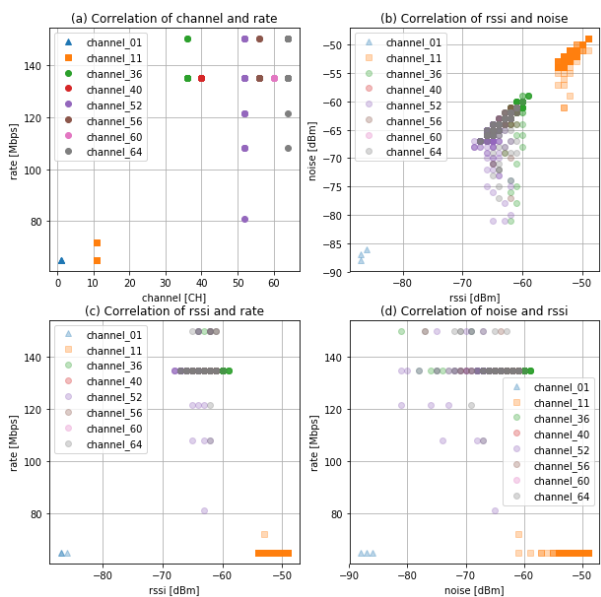 (a) Correlation of channel and rate
rate [Mbps]
140
120
100
80
channel_01
channel_11
channel_36
channel_40
channel_52
channel_56
channel_60
channel_64
0
10
20
30
40
50
60
channel [CH]
(b) Correlation of rssi and noise
noise [dBm]
−50
−55
−60
−65
−70
−75
−80
−85
−90
channel_01
channel_11
channel_36
channel_40
channel_52
channel_56
channel_60
channel_64
−80
−70
−60
−50
rssi [dBm]
(c) Correlation of rssi and rate
rate [Mbps]
140
120
100
80
channel_01
channel_11
channel_36
channel_40
channel_52
channel_56
channel_60
channel_64
−80
−70
−60
−50
rssi [dBm]
(d) Correlation of noise and rssi
rate [Mbps]
140
120
100
80
channel_01
channel_11
channel_36
channel_40
channel_52
channel_56
channel_60
channel_64
−90
−80
−70
−60
−50
noise [dBm]